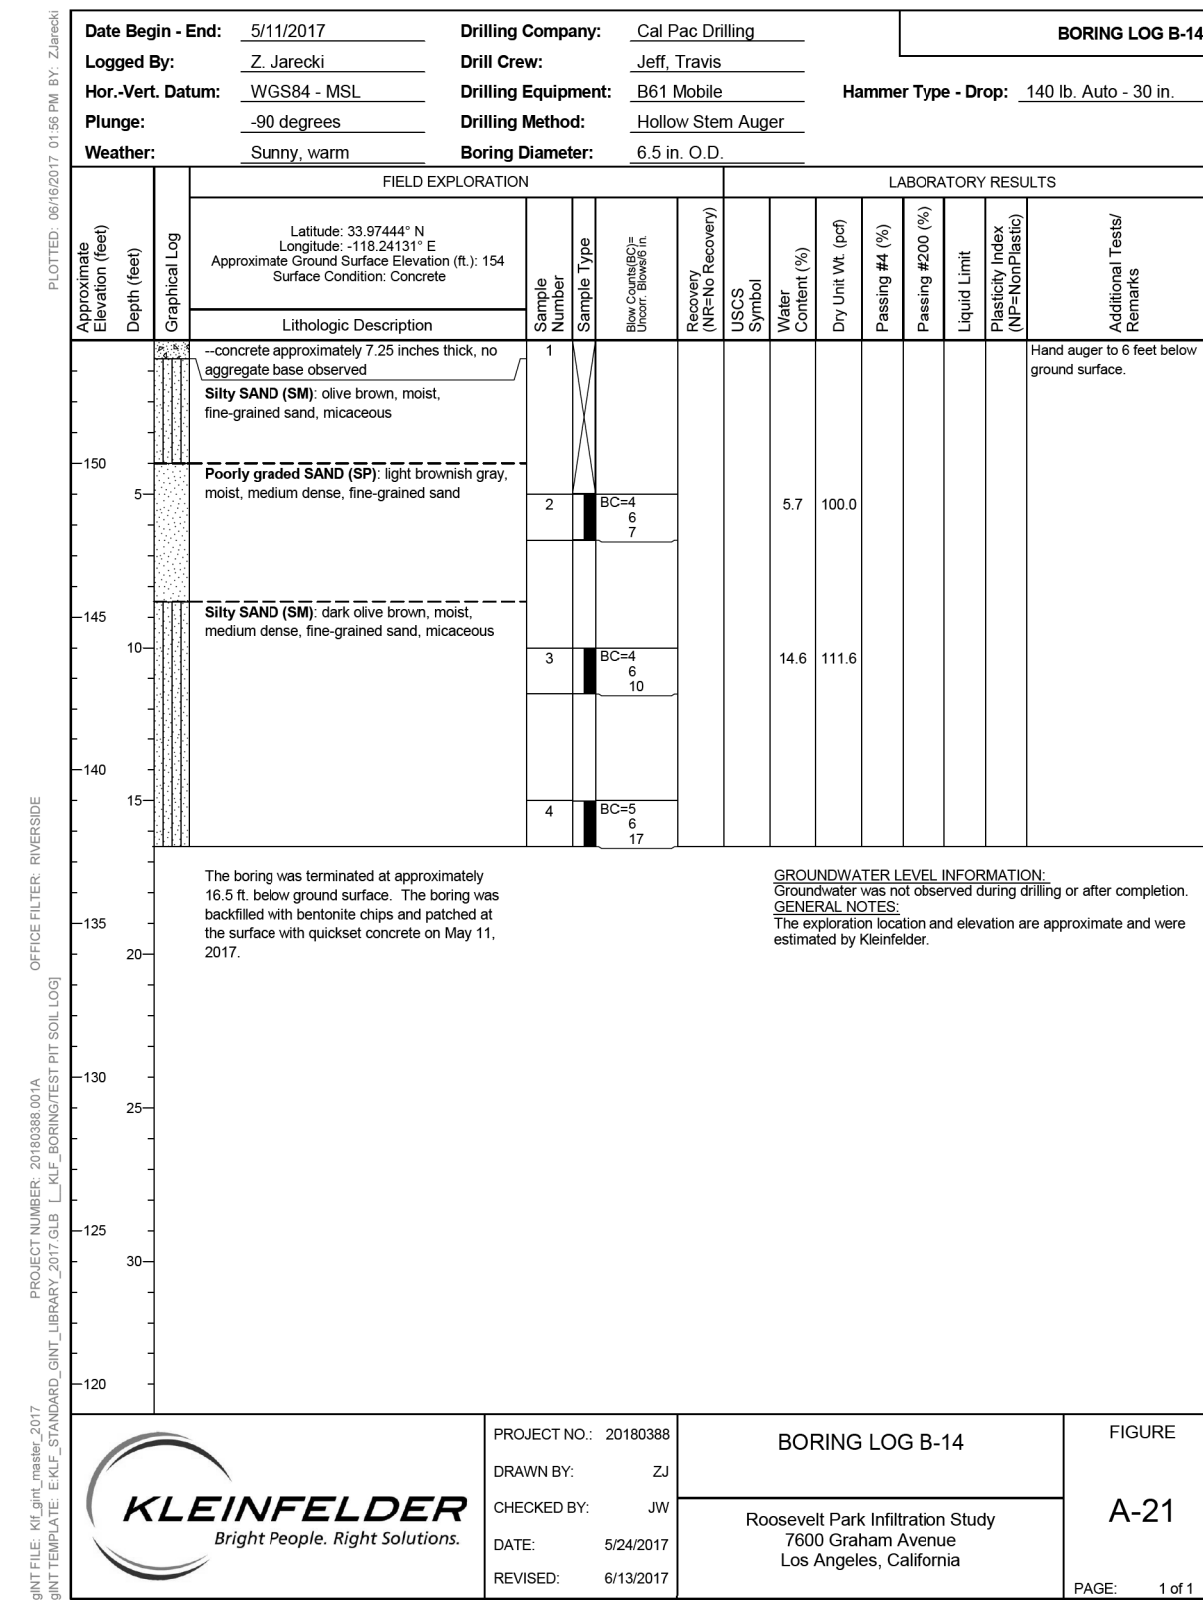 PLOTTED: 06/16/2017 01:56 PM BY: ZJarecki
OFFICE FILTER: RIVERSIDE
PROJECT NUMBER: 20180388.001A
gINT FILE: Klf_gint_master_2017
gINT TEMPLATE: E:KLF_STANDARD_GINT_LIBRARY_2017.GLB [__KLF_BORING/TEST PIT SOIL LOG]
Date Begin - End: 5/11/2017
Logged By: Z. Jarecki
Hor.-Vert. Datum: WGS84 - MSL
Plunge: -90 degrees
Weather: Sunny, warm
Drilling Company: Cal Pac Drilling
Drill Crew: Jeff, Travis
Drilling Equipment: B61 Mobile
Drilling Method: Hollow Stem Auger
Boring Diameter: 6.5 in. O.D.
BORING LOG B-14
Hammer Type - Drop: 140 lb. Auto - 30 in.
FIELD EXPLORATION
LABORATORY RESULTS
Approximate
Elevation (feet)
Depth (feet)
Graphical Log
Latitude: 33.97444° N
Longitude: -118.24131° E
Approximate Ground Surface Elevation (ft.): 154
Surface Condition: Concrete
Lithologic Description
Sample
Number
Sample Type
Blow Counts(BC)=
Uncorr. Blows/6 in.
Recovery
(NR=No Recovery)
USCS
Symbol
Water
Content (%)
Dry Unit Wt. (pcf)
Passing #4 (%)
Passing #200 (%)
Liquid Limit
Plasticity Index
(NP=NonPlastic)
Additional Tests/
Remarks
--concrete approximately 7.25 inches thick, no
aggregate base observed
1
Hand auger to 6 feet below
ground surface.
Silty SAND (SM): olive brown, moist,
fine-grained sand, micaceous
150
Poorly graded SAND (SP): light brownish gray,
moist, medium dense, fine-grained sand
5
2
BC=4
6
7
5.7
100.0
145
Silty SAND (SM): dark olive brown, moist,
medium dense, fine-grained sand, micaceous
10
3
BC=4
6
10
14.6
111.6
140
15
4
BC=5
6
17
The boring was terminated at approximately
16.5 ft. below ground surface. The boring was
backfilled with bentonite chips and patched at
the surface with quickset concrete on May 11,
2017.
GROUNDWATER LEVEL INFORMATION:
Groundwater was not observed during drilling or after completion.
GENERAL NOTES:
The exploration location and elevation are approximate and were
estimated by Kleinfelder.
135
20
130
25
125
30
120
KLEINFELDER
Bright People. Right Solutions.
PROJECT NO.: 20180388
DRAWN BY: ZJ
CHECKED BY: JW
DATE: 5/24/2017
REVISED: 6/13/2017
BORING LOG B-14
Roosevelt Park Infiltration Study
7600 Graham Avenue
Los Angeles, California
FIGURE
A-21
PAGE: 1 of 1